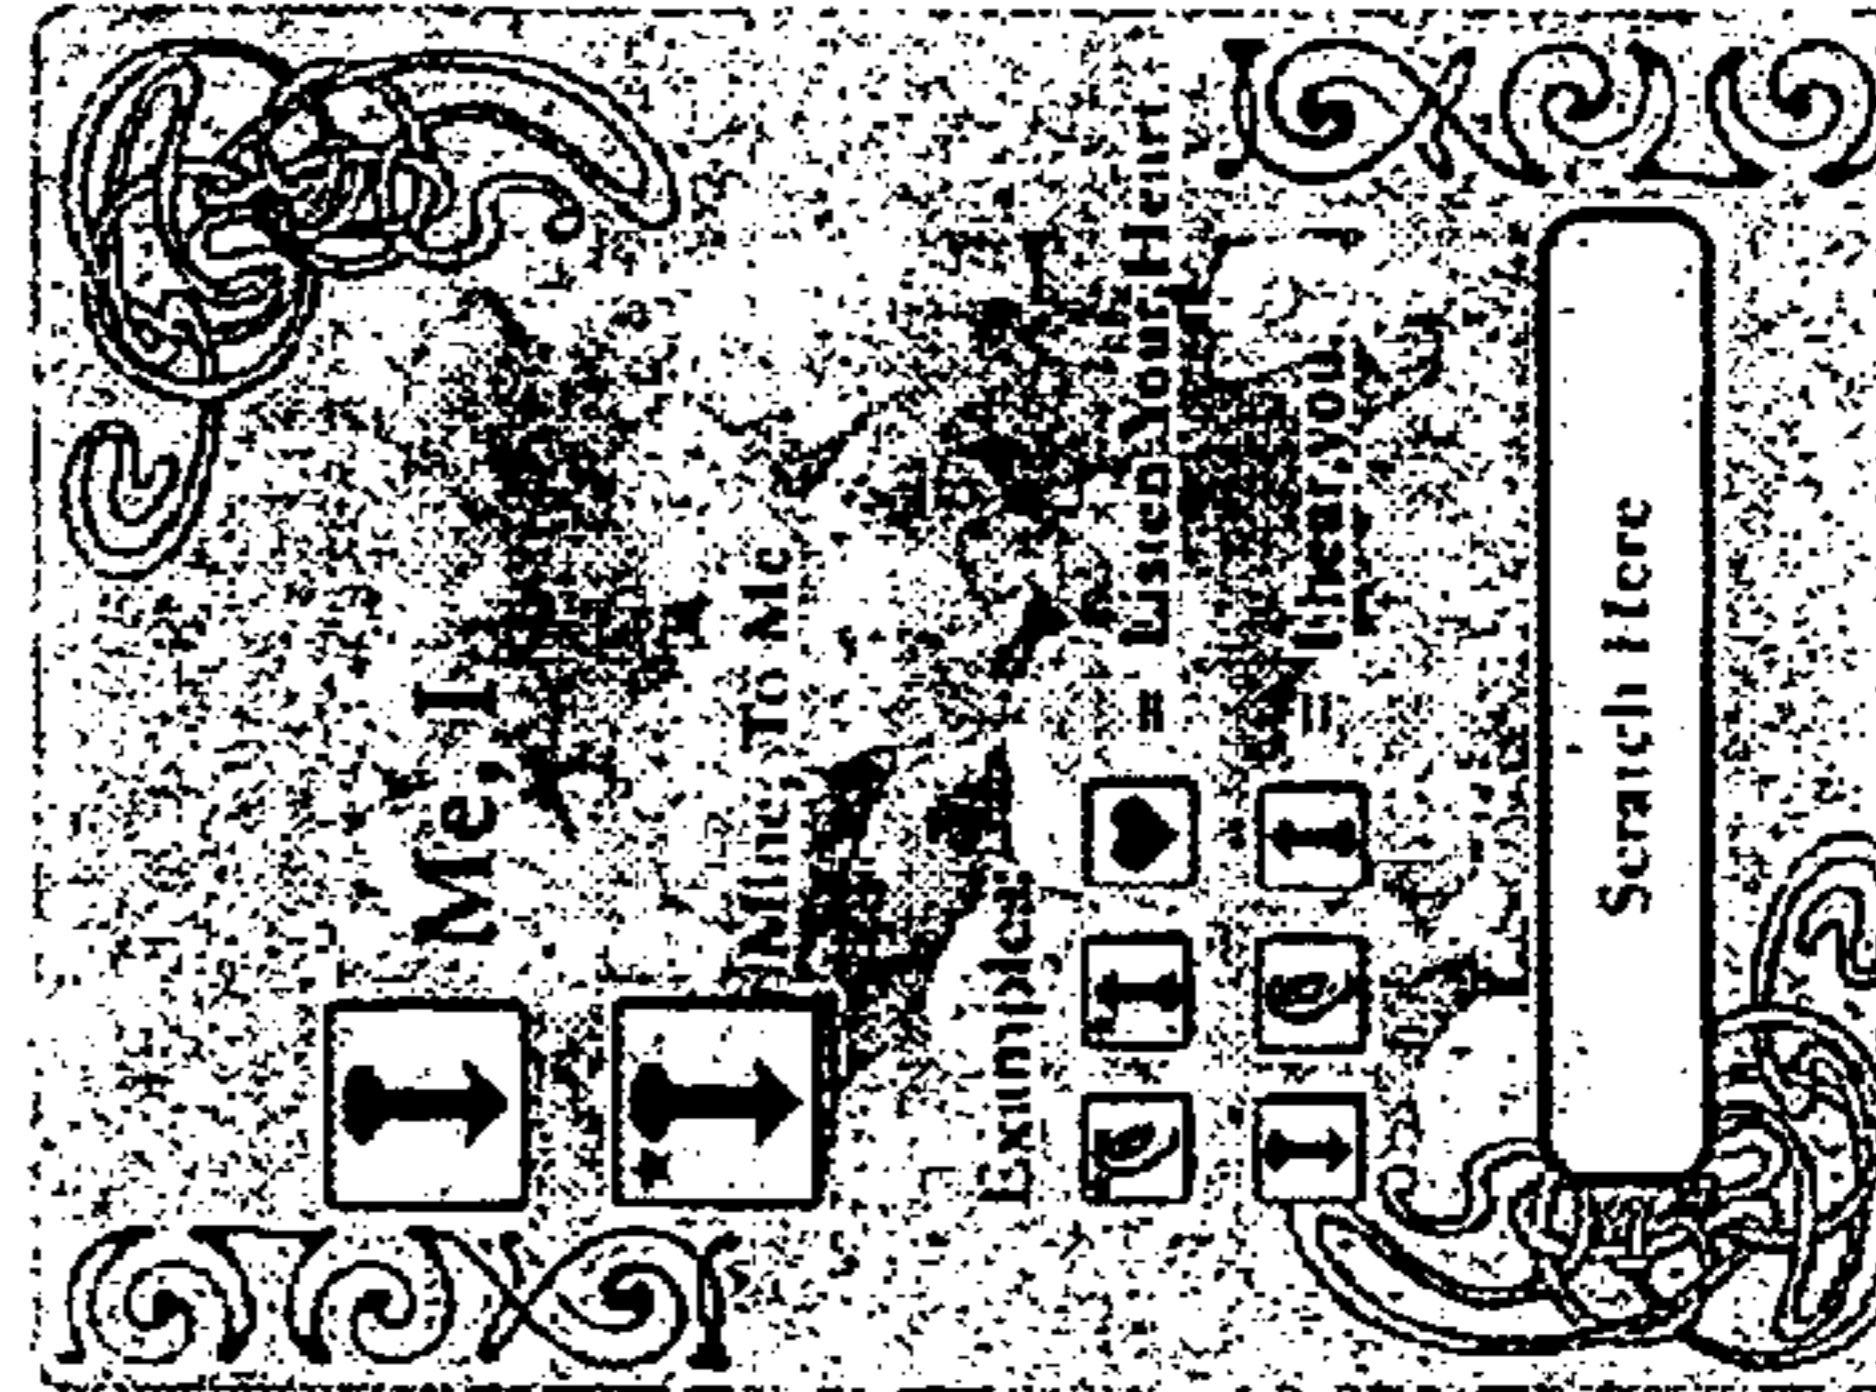 Me, I
Mine, To Me
Example:
= Listen Your Heart
= I hear you.
Scratch Here